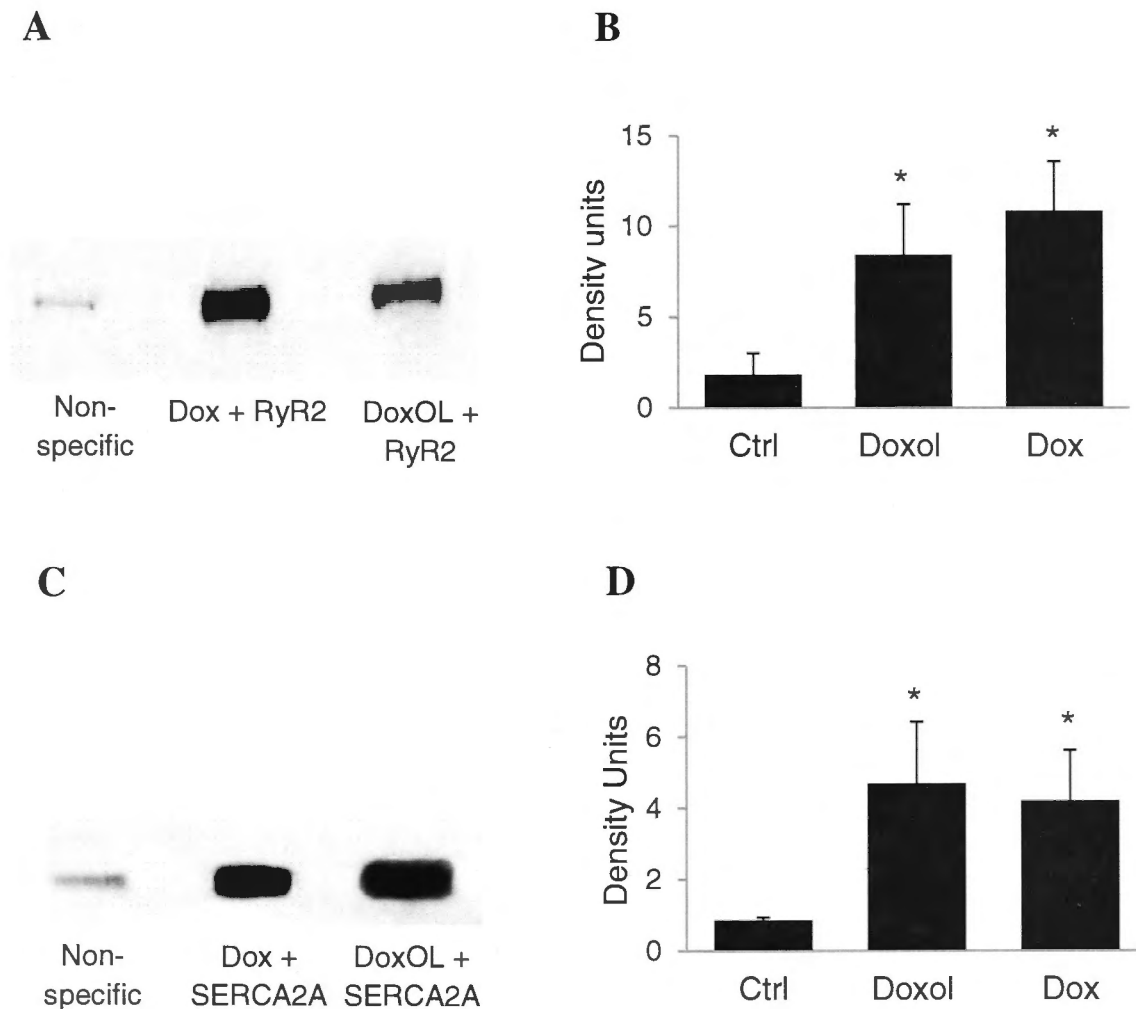 A
Non-
specific
Dox + RyR2
DoxOL +
RyR2
B
Density units
15
10
5
0
*
*
Ctrl
Doxol
Dox
C
Non-
specific
Dox +
SERCA2A
DoxOL +
SERCA2A
D
Density Units
8
6
4
2
0
*
*
Ctrl
Doxol
Dox